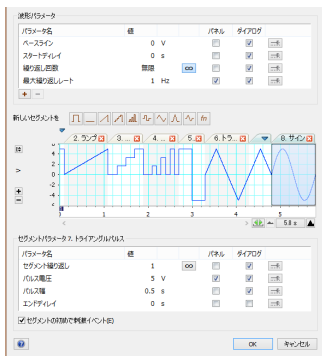 波形パラメータ
パラメータ名 値 パネル ダイアログ
ベースライン 0 V
スタートディレイ 0 s
繰り返し回数 無限 ∞
最大繰り返しレート 1 Hz
+ −
新しいセグメントを fn
2. ランプ 3. ... 4. ... 5. 6. トラ... 8. サイン
4
2
0
-2
-4
>
+
−
0 1 2 3 4 5
5.8 s
セグメントパラメータ 7. トライアングルパルス
パラメータ名 値 パネル ダイアログ
セグメント繰り返し 1 ∞
パルス電圧 5 V
パルス幅 0.5 s
エンドディレイ 0 s
セグメントの初めで刺激イベント(E)
? OK キャンセル